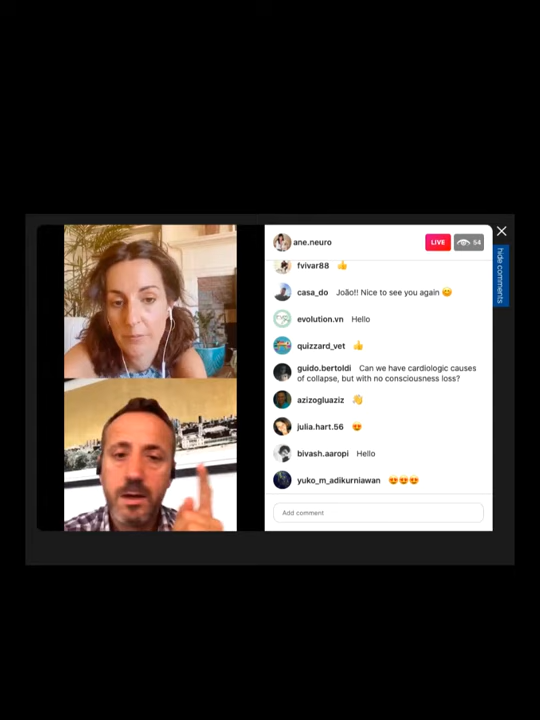 ane.neuro
LIVE
54
hide comments
fvivar88 👍
casa_do João!! Nice to see you again 😊
evolution.vn Hello
quizzard_vet 👍
guido.bertoldi Can we have cardiologic causes
of collapse, but with no consciousness loss?
azizogluaziz 👋
julia.hart.56 😍
bivash.aaropi Hello
yuko_m_adikurniawan 😍😍😍
Add comment